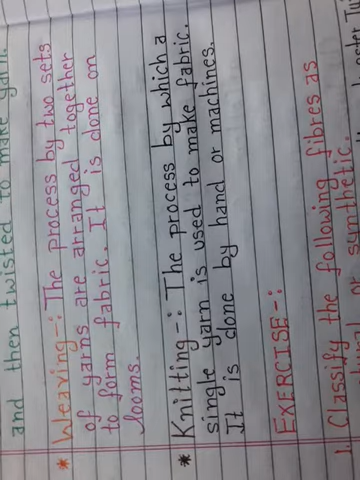 and then twisted to make yarn.
* Weaving-: The process by two sets
of yarns are arranged together
to form fabric. It is done on
looms.
* Knitting-: The process by which a
single yarn is used to make fabric.
It is done by hand or machines.
EXERCISE-:
1. Classify the following fibres as
or synthetic.